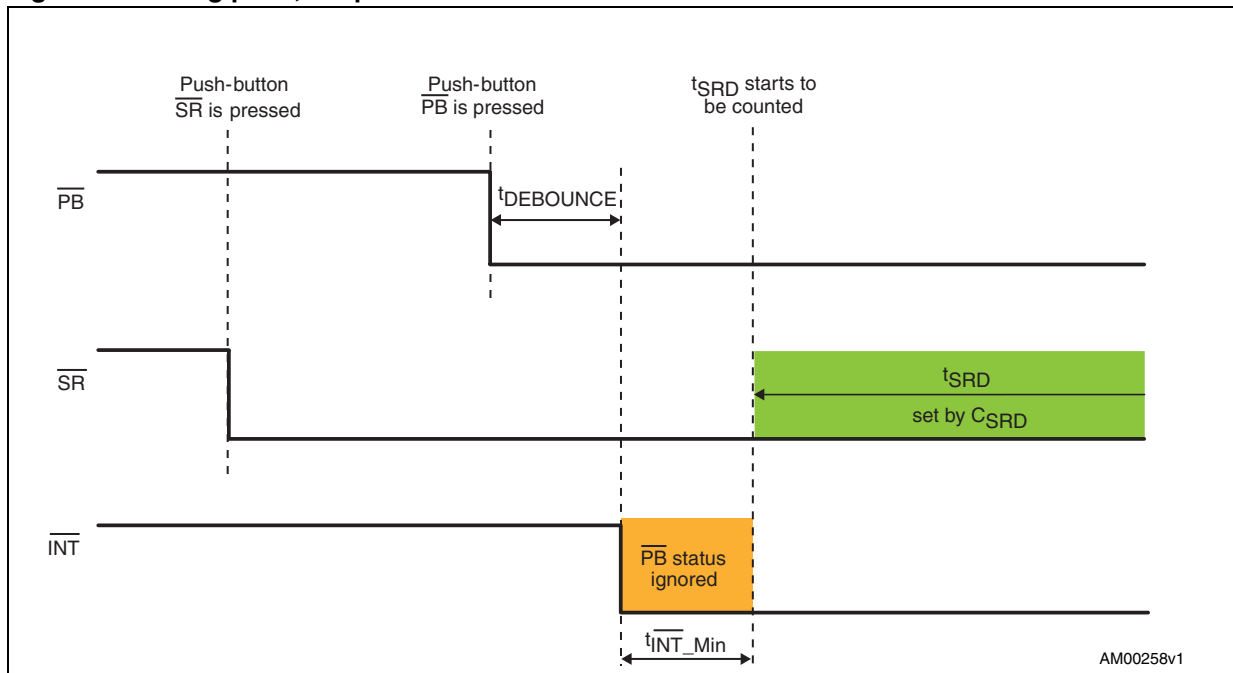 Push-button
SR is pressed
Push-button
PB is pressed
tSRD starts to
be counted
PB
tDEBOUNCE
SR
tSRD
set by CSRD
INT
PB status
ignored
tINT_Min
AM00258v1